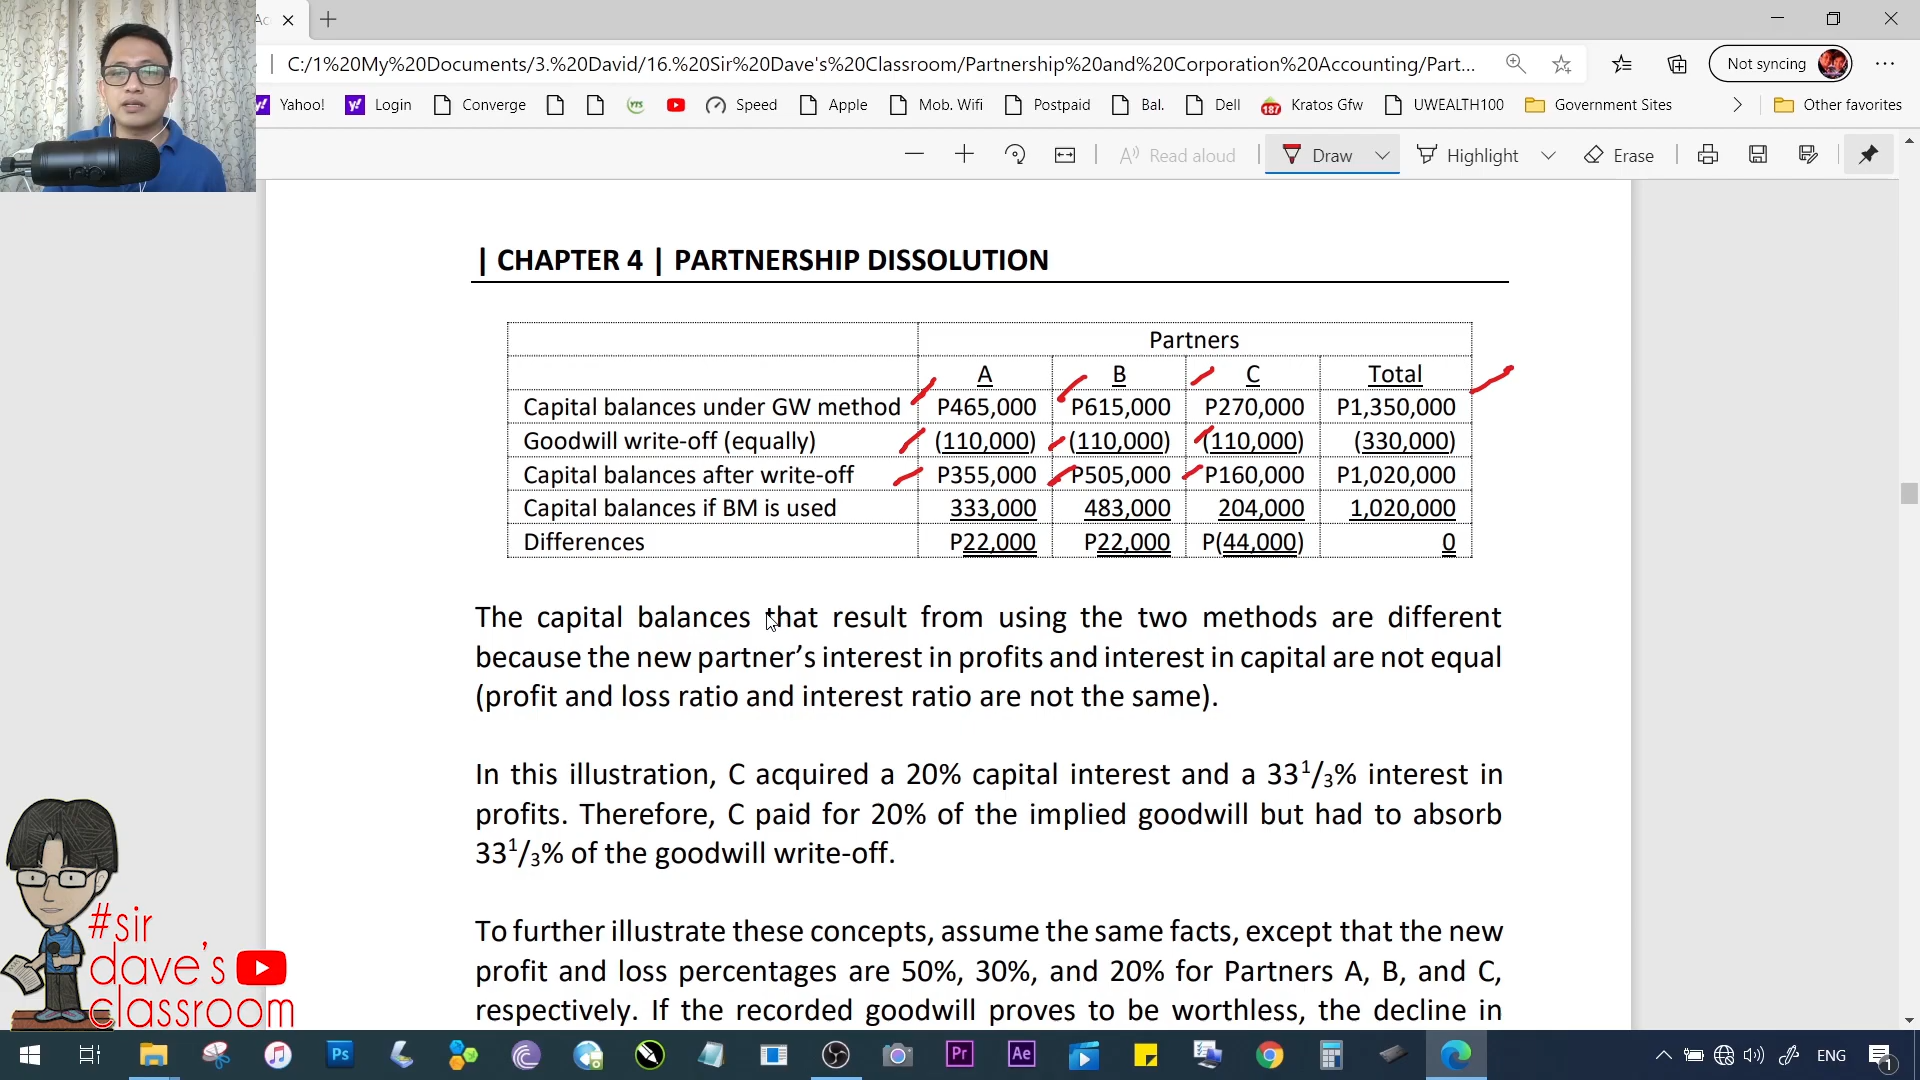 Ac
C:/1%20My%20Documents/3.%20David/16.%20Sir%20Dave's%20Classroom/Partnership%20and%20Corporation%20Accounting/Part...
Not syncing
Yahoo!
Login
Converge
Speed
Apple
Mob. Wifi
Postpaid
Bal.
Dell
187
Kratos Gfw
UWEALTH100
Government Sites
Other favorites
Read aloud
Draw
Highlight
Erase
| CHAPTER 4 | PARTNERSHIP DISSOLUTION
Partners
A B C Total
Capital balances under GW method P465,000 P615,000 P270,000 P1,350,000
Goodwill write-off (equally) (110,000) (110,000) (110,000) (330,000)
Capital balances after write-off P355,000 P505,000 P160,000 P1,020,000
Capital balances if BM is used 333,000 483,000 204,000 1,020,000
Differences P22,000 P22,000 P(44,000) 0
The capital balances that result from using the two methods are different
because the new partner’s interest in profits and interest in capital are not equal
(profit and loss ratio and interest ratio are not the same).
In this illustration, C acquired a 20% capital interest and a 33¹/₃% interest in
profits. Therefore, C paid for 20% of the implied goodwill but had to absorb
33¹/₃% of the goodwill write-off.
To further illustrate these concepts, assume the same facts, except that the new
profit and loss percentages are 50%, 30%, and 20% for Partners A, B, and C,
respectively. If the recorded goodwill proves to be worthless, the decline in
#sir
dave's
classroom
Ps
Pr
Ae
ENG
1